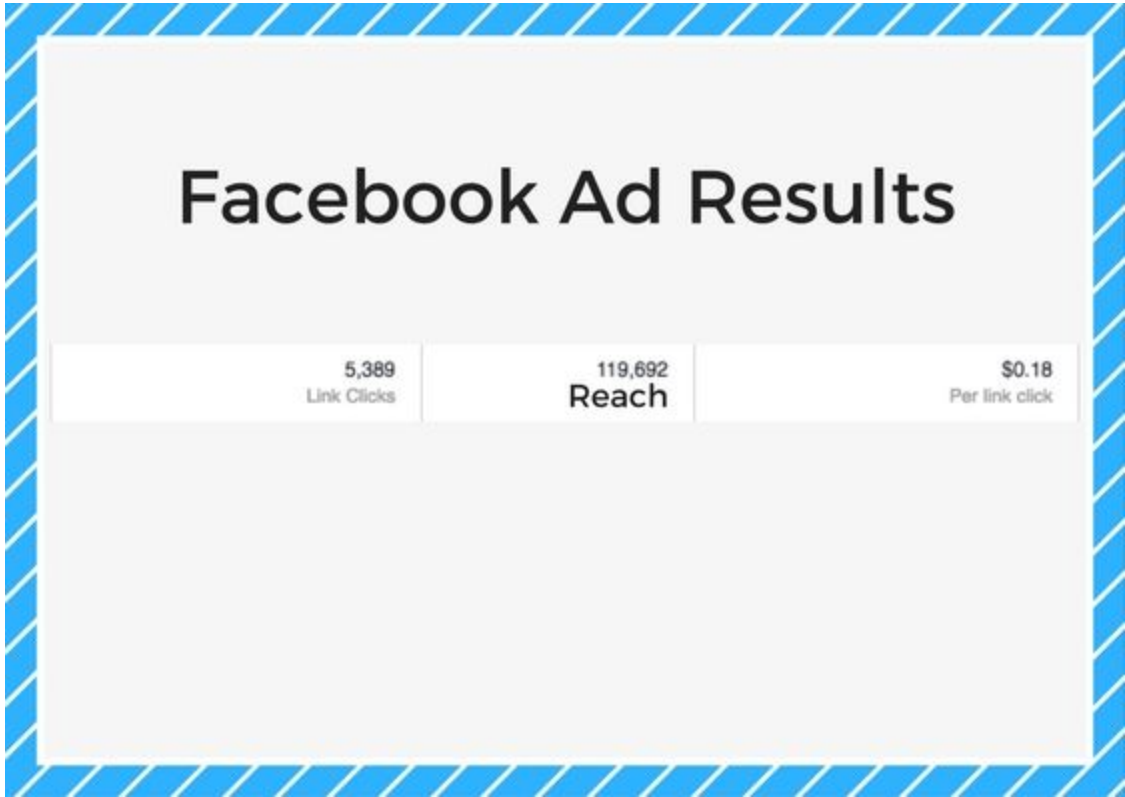 Facebook Ad Results
5,389
Link Clicks
119,692
Reach
$0.18
Per link click